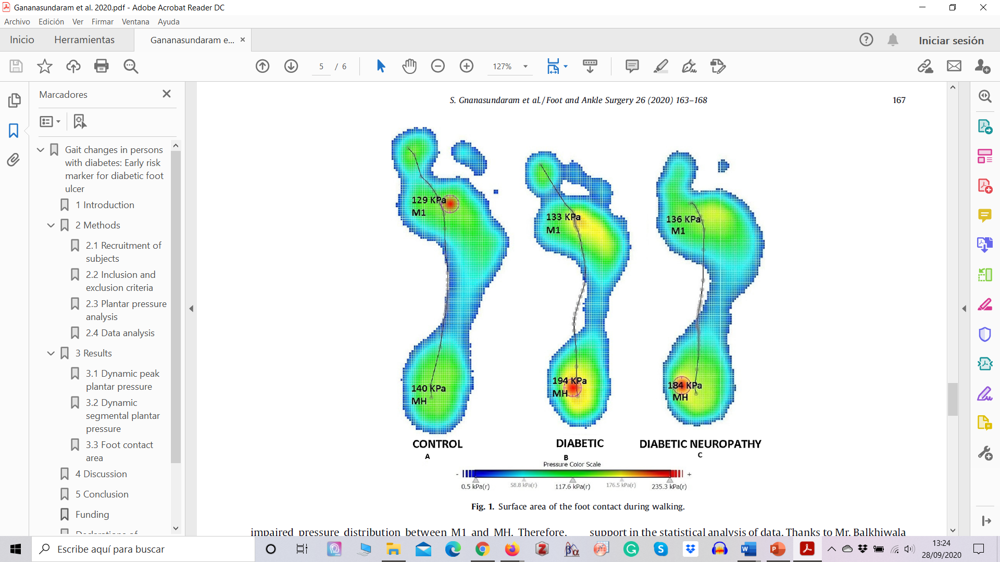 Gananasundaram et al. 2020.pdf - Adobe Acrobat Reader DC
Archivo Edición Ver Firmar Ventana Ayuda
Inicio Herramientas Gananasundaram e... Iniciar sesión
5 / 6 127%
Marcadores
Gait changes in persons
with diabetes: Early risk
marker for diabetic foot
ulcer
1 Introduction
2 Methods
2.1 Recruitment of
subjects
2.2 Inclusion and
exclusion criteria
2.3 Plantar pressure
analysis
2.4 Data analysis
3 Results
3.1 Dynamic peak
plantar pressure
3.2 Dynamic
segmental plantar
pressure
3.3 Foot contact
area
4 Discussion
5 Conclusion
Funding
Declarations of
S. Gnanasundaram et al. / Foot and Ankle Surgery 26 (2020) 163–168 167
129 KPa
M1
140 KPa
MH
CONTROL
A
133 KPa
M1
194 KPa
MH
DIABETIC
B
136 KPa
M1
184 KPa
MH
DIABETIC NEUROPATHY
C
Pressure Color Scale
- +
0.5 kPa(r) 58.8 kPa(r) 117.6 kPa(r) 176.5 kPa(r) 235.3 kPa(r)
Fig. 1. Surface area of the foot contact during walking.
impaired pressure distribution between M1 and MH. Therefore,
support in the statistical analysis of data. Thanks to Mr. Balkhiwala
Escribe aquí para buscar
13:24
28/09/2020